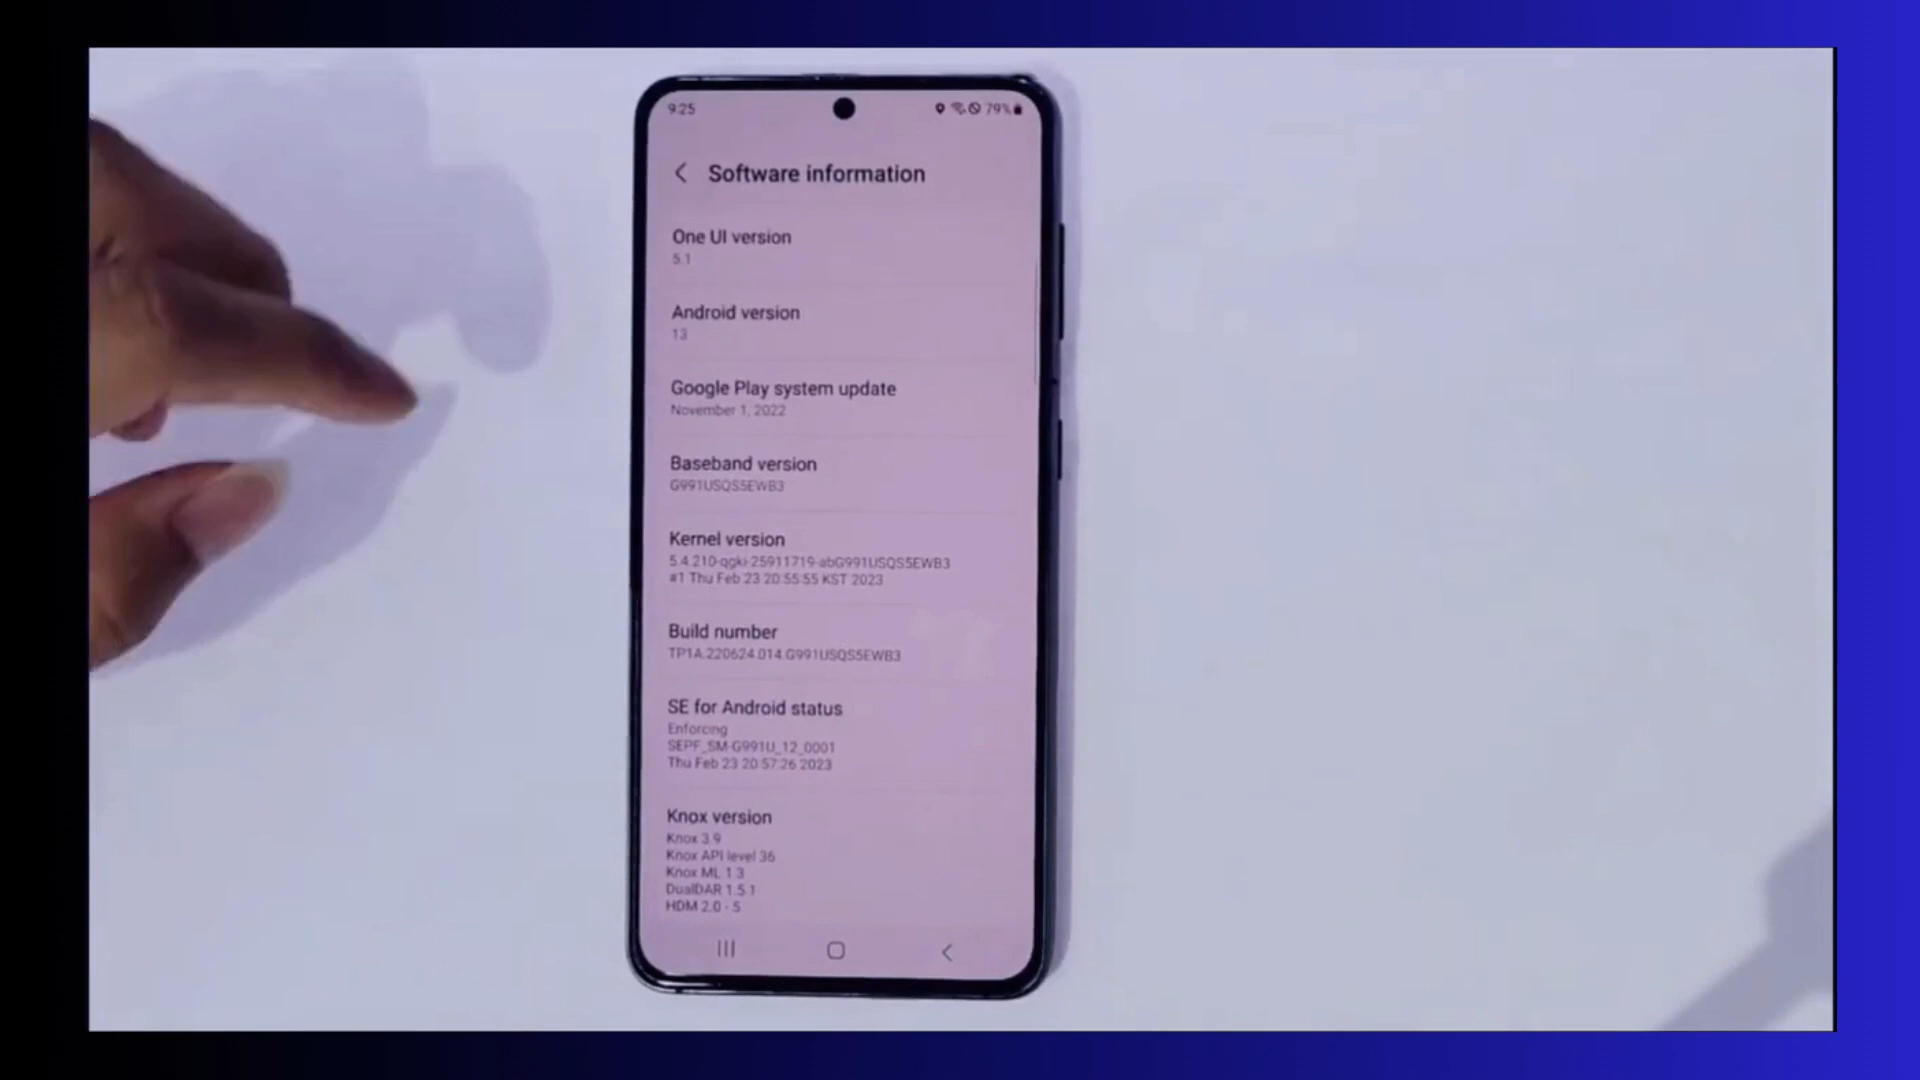 9:25
79%
Software information
One UI version
5.1
Android version
13
Google Play system update
November 1, 2022
Baseband version
G991USQS5EWB3
Kernel version
5.4.210-qgki-25911719-abG991USQS5EWB3
#1 Thu Feb 23 20:55:55 KST 2023
Build number
TP1A.220624.014.G991USQS5EWB3
SE for Android status
Enforcing
SEPF_SM-G991U_12_0001
Thu Feb 23 20:57:26 2023
Knox version
Knox 3.9
Knox API level 36
Knox ML 1.3
DualDAR 1.5.1
HDM 2.0 - 5